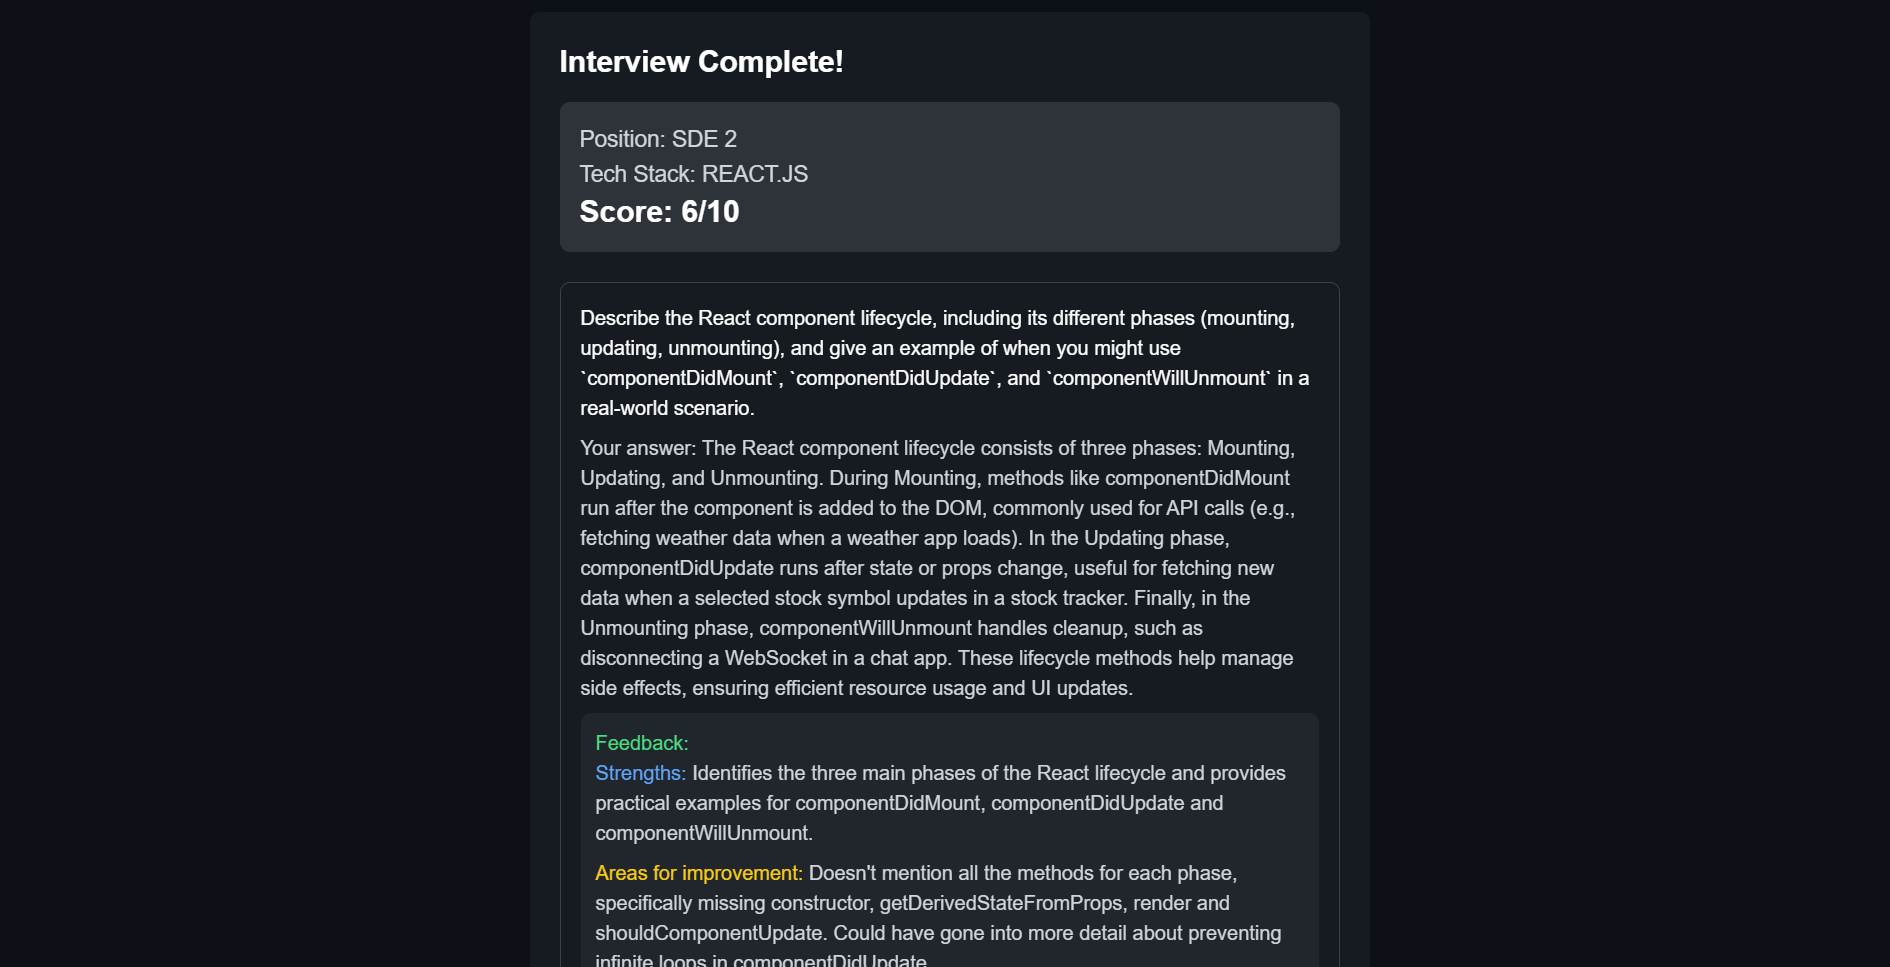 Interview Complete!
Position: SDE 2
Tech Stack: REACT.JS
Score: 6/10
Describe the React component lifecycle, including its different phases (mounting,
updating, unmounting), and give an example of when you might use
`componentDidMount`, `componentDidUpdate`, and `componentWillUnmount` in a
real-world scenario.
Your answer: The React component lifecycle consists of three phases: Mounting,
Updating, and Unmounting. During Mounting, methods like componentDidMount
run after the component is added to the DOM, commonly used for API calls (e.g.,
fetching weather data when a weather app loads). In the Updating phase,
componentDidUpdate runs after state or props change, useful for fetching new
data when a selected stock symbol updates in a stock tracker. Finally, in the
Unmounting phase, componentWillUnmount handles cleanup, such as
disconnecting a WebSocket in a chat app. These lifecycle methods help manage
side effects, ensuring efficient resource usage and UI updates.
Feedback:
Strengths: Identifies the three main phases of the React lifecycle and provides
practical examples for componentDidMount, componentDidUpdate and
componentWillUnmount.
Areas for improvement: Doesn't mention all the methods for each phase,
specifically missing constructor, getDerivedStateFromProps, render and
shouldComponentUpdate. Could have gone into more detail about preventing
infinite loops in componentDidUpdate.